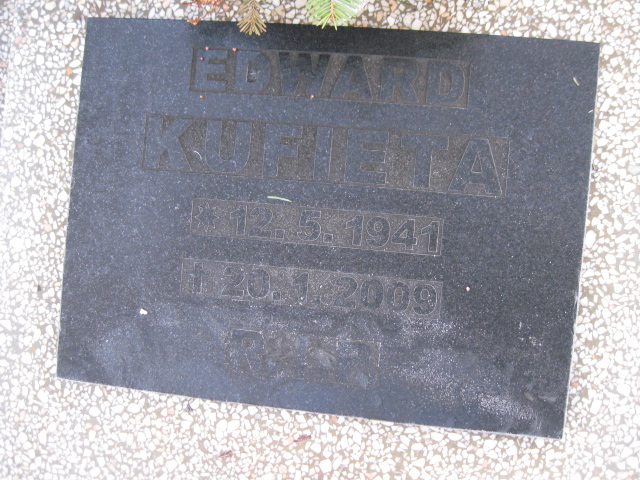 EDWARD
KUFIETA
* 12. 5. 1941
† 20. 1. 2009